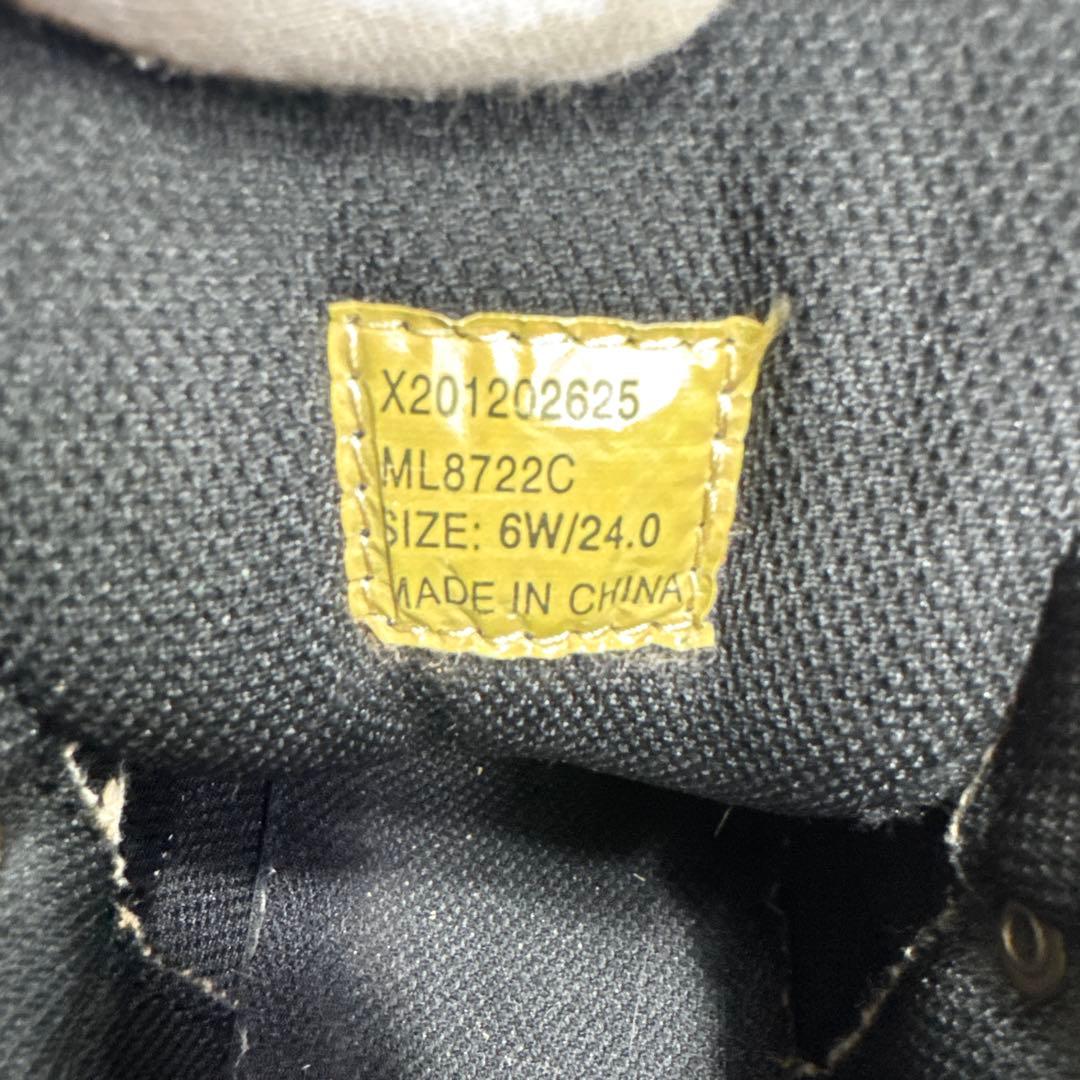 X201202625
ML8722C
SIZE: 6W/24.0
MADE IN CHINA